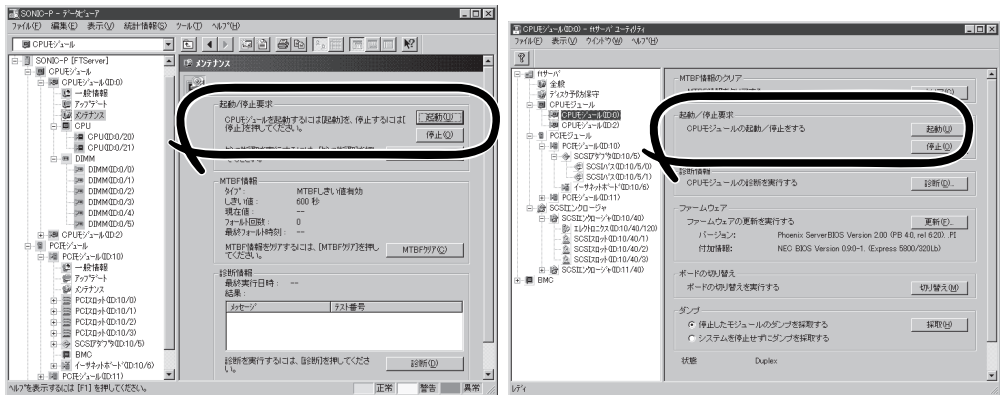 SONIC-P - データビューア
ファイル(F) 編集(E) 表示(V) 統計情報(S) ツール(T) ヘルプ(H)
CPUモジュール
SONIC-P [FTServer]
CPUモジュール
CPUモジュール(ID:0)
一般情報
アップデート
メンテナンス
CPU
CPU(ID:0/20)
CPU(ID:0/21)
DIMM
DIMM(ID:0/0)
DIMM(ID:0/1)
DIMM(ID:0/2)
DIMM(ID:0/3)
DIMM(ID:0/4)
DIMM(ID:0/5)
CPUモジュール(ID:2)
PCIモジュール
PCIモジュール(ID:10)
一般情報
アップデート
メンテナンス
PCIスロット(ID:10/0)
PCIスロット(ID:10/1)
PCIスロット(ID:10/2)
PCIスロット(ID:10/3)
SCSIアダプタ(ID:10/5)
BMC
イーサネットボード(ID:10/6)
PCIモジュール(ID:11)
メンテナンス
起動/停止要求
CPUモジュールを起動するには[起動]を、停止するには[
停止]を押してください。
起動(U)
停止(O)
MTBF情報
タイプ: MTBFしきい値有効
しきい値: 600 秒
現在値: --
フォールト回数: 0
最終フォールト時刻: --
MTBF情報をクリアするには、[MTBFクリア]を押し
てください。
MTBFクリア(C)
診断情報
最終実行日時: --
結果:
メッセージ テスト番号
診断を実行するには、[診断]を押してくださ
い。
診断(D)
ヘルプを表示するには [F1] を押してください。
正常 警告 異常
CPUモジュール(ID:0) - ftサーバ ユーティリティ
ファイル(F) 表示(V) ウインドウ(W) ヘルプ(H)
ftサーバ
全般
ディスク予防保守
CPUモジュール
CPUモジュール(ID:0)
CPUモジュール(ID:2)
PCIモジュール
PCIモジュール(ID:10)
SCSIアダプタ(ID:10/5)
SCSIバス(ID:10/5/0)
SCSIバス(ID:10/5/1)
イーサネットボード(ID:10/6)
PCIモジュール(ID:11)
SCSIエンクロージャ
SCSIエンクロージャ(ID:10/40)
エレクトロニクス(ID:10/40/120)
SCSIスロット(ID:10/40/1)
SCSIスロット(ID:10/40/2)
SCSIスロット(ID:10/40/3)
SCSIエンクロージャ(ID:11/40)
BMC
MTBF情報のクリア
起動/停止要求
CPUモジュールの起動/停止をする
起動(U)
停止(O)
診断情報
CPUモジュールの診断を実行する
診断(D)...
ファームウェア
ファームウェアの更新を実行する
更新(F)...
バージョン: Phoenix ServerBIOS Version 2.00 (PB 4.0, rel 6.20). PI
付加情報: NEC BIOS Version 0.9.0-1. (Express 5800/320Lb)
ボードの切り替え
ボードの切り替えを実行する
切り替え(M)
ダンプ
停止したモジュールのダンプを採取する
採取(H)
システムを停止せずにダンプを採取する
状態 Duplex
レディ